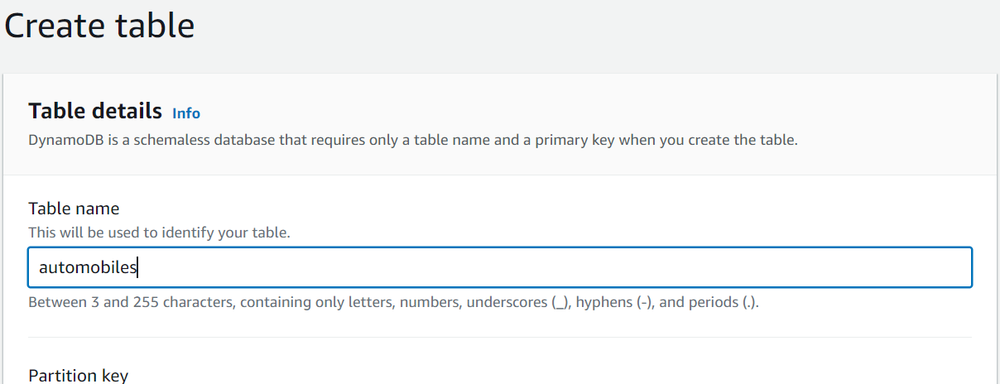 Create table
Table details Info
DynamoDB is a schemaless database that requires only a table name and a primary key when you create the table.
Table name
This will be used to identify your table.
automobiles
Between 3 and 255 characters, containing only letters, numbers, underscores (_), hyphens (-), and periods (.).
Partition key